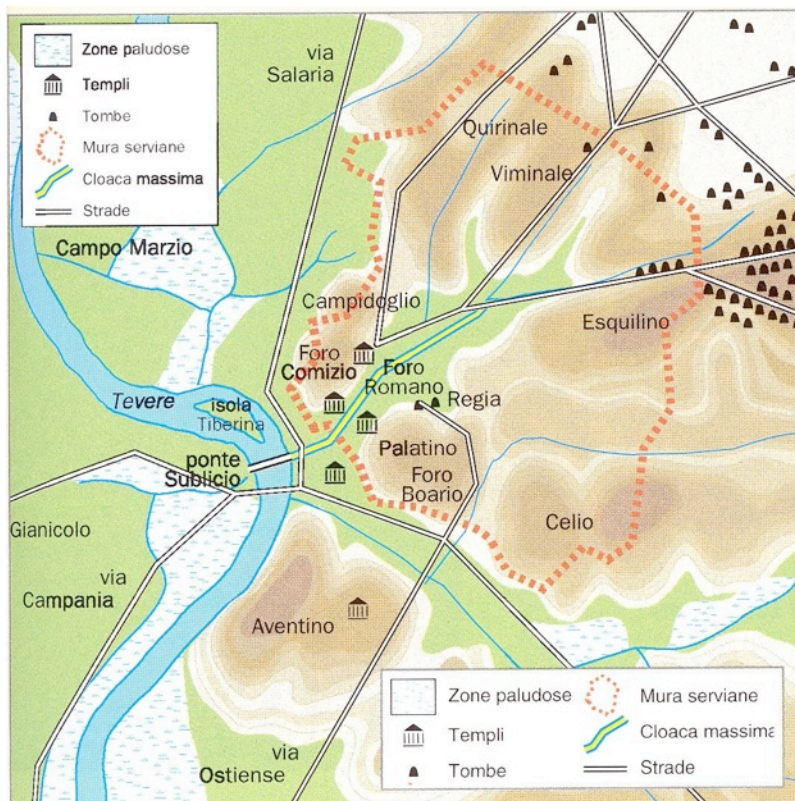 Zone paludose
Templi
Tombe
Mura serviane
Cloaca massima
Strade
via
Salaria
Quirinale
Viminale
Campo Marzio
Campidoglio
Esquilino
Foro
Comizio
Foro
Romano
Regia
Tevere
isola
Tiberina
ponte
Sublicio
Palatino
Foro
Boario
Gianicolo
Celio
via
Campania
Aventino
via
Ostiense
Zone paludose
Templi
Tombe
Mura serviane
Cloaca massima
Strade